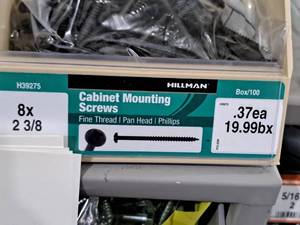 H39275
8x
2 3/8
HILLMAN
Cabinet Mounting
Screws
Fine Thread | Pan Head | Phillips
Box/100
.37ea
19.99bx
5/16
2